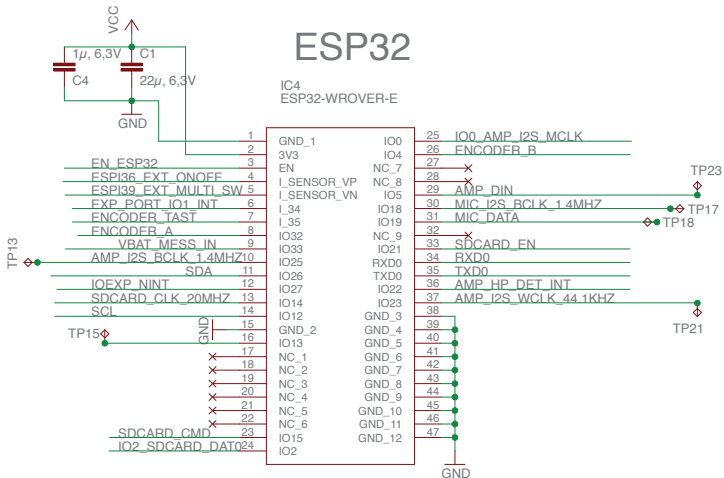 ESP32
VCC
1µ, 6,3V
C1
C4
22µ, 6,3V
GND
IC4
ESP32-WROVER-E
1 GND_1
2 3V3
EN_ESP32 3 EN
ESPI36_EXT_ONOFF 4 I_SENSOR_VP
ESPI39_EXT_MULTI_SW 5 I_SENSOR_VN
EXP_PORT_IO1_INT 6 I_34
ENCODER_TAST 7 I_35
ENCODER_A 8 IO32
VBAT_MESS_IN 9 IO33
TP13 AMP_I2S_BCLK_1.4MHZ 10 IO25
SDA 11 IO26
IOEXP_NINT 12 IO27
SDCARD_CLK_20MHZ 13 IO14
SCL 14 IO12
GND 15 GND_2
TP15 16 IO13
17 NC_1
18 NC_2
19 NC_3
20 NC_4
21 NC_5
22 NC_6
SDCARD_CMD 23 IO15
IO2_SDCARD_DAT0 24 IO2
IO0 25 IO0_AMP_I2S_MCLK
IO4 26 ENCODER_B
NC_7 27
NC_8 28
TP23
IO5 29 AMP_DIN
IO18 30 MIC_I2S_BCLK_1.4MHZ TP17
IO19 31 MIC_DATA TP18
NC_9 32
IO21 33 SDCARD_EN
RXD0 34 RXD0
TXD0 35 TXD0
IO22 36 AMP_HP_DET_INT
IO23 37 AMP_I2S_WCLK_44.1KHZ
TP21
GND_3 38
GND_4 39
GND_5 40
GND_6 41
GND_7 42
GND_8 43
GND_9 44
GND_10 45
GND_11 46
GND_12 47
GND